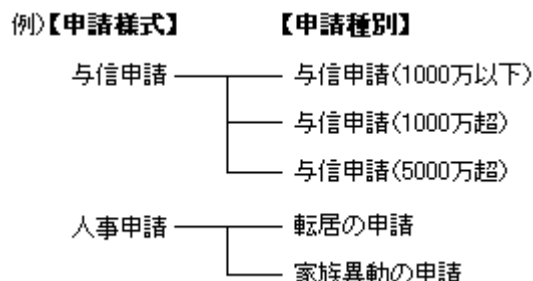 例)【申請様式】 【申請種別】
与信申請 与信申請(1000万以下)
与信申請(1000万超)
与信申請(5000万超)
人事申請 転居の申請
家族異動の申請